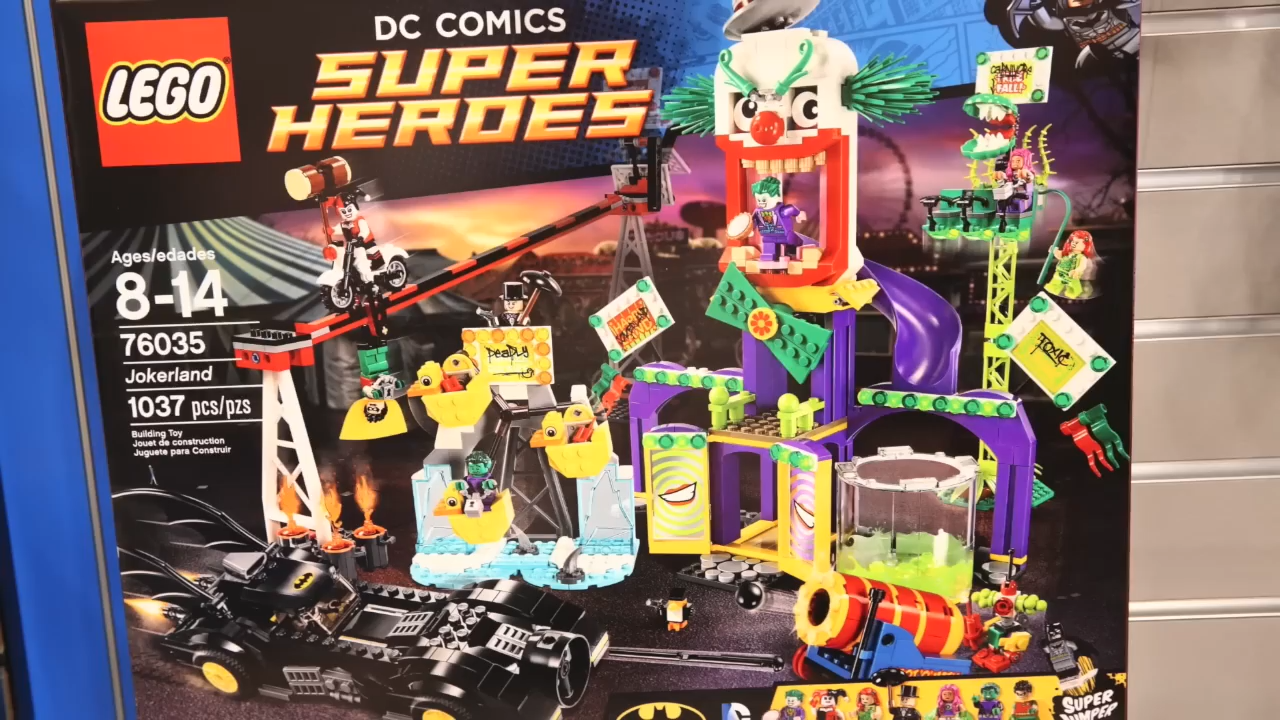 LEGO®
DC COMICS
SUPER
HEROES
Ages/edades
8-14
76035
Jokerland
1037 pcs/pzs
Building Toy
Jouet de construction
Juguete para Construir
CARNIVORE
FALL!
DEADLY
TOXIC
SUPER
JUMPER